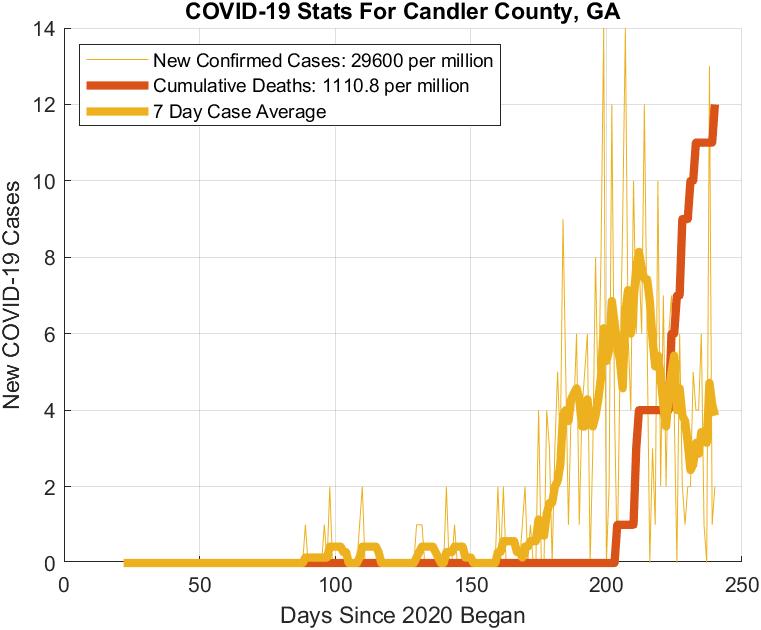 COVID-19 Stats For Candler County, GA
New Confirmed Cases: 29600 per million
Cumulative Deaths: 1110.8 per million
7 Day Case Average
New COVID-19 Cases
14
12
10
8
6
4
2
0
0 50 100 150 200 250
Days Since 2020 Began